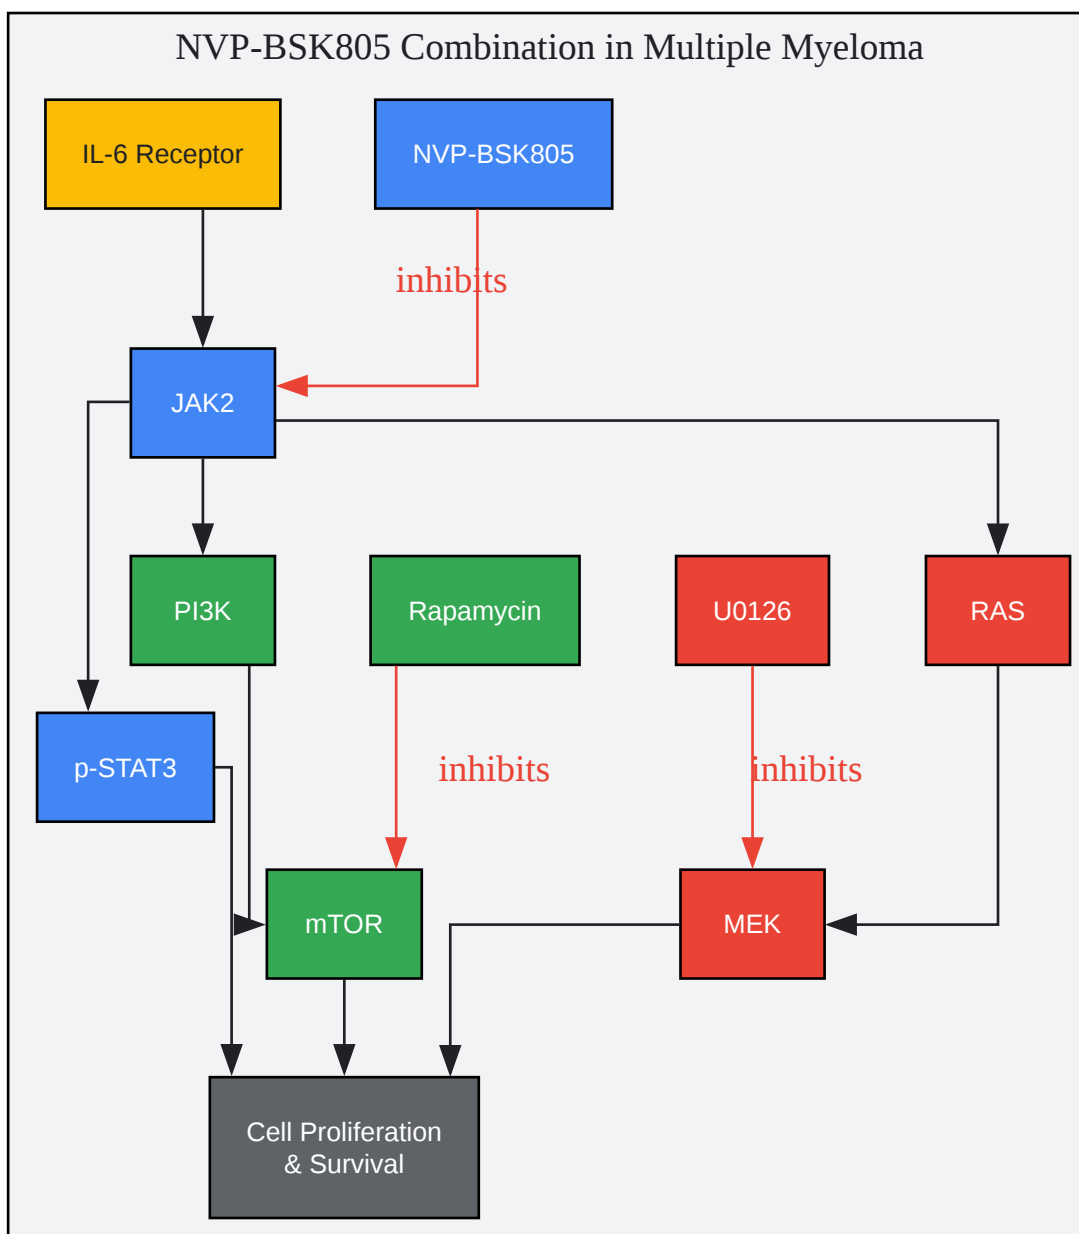 NVP-BSK805 Combination in Multiple Myeloma
IL-6 Receptor
NVP-BSK805
inhibits
JAK2
PI3K
Rapamycin
U0126
RAS
p-STAT3
inhibits
inhibits
mTOR
MEK
Cell Proliferation
& Survival